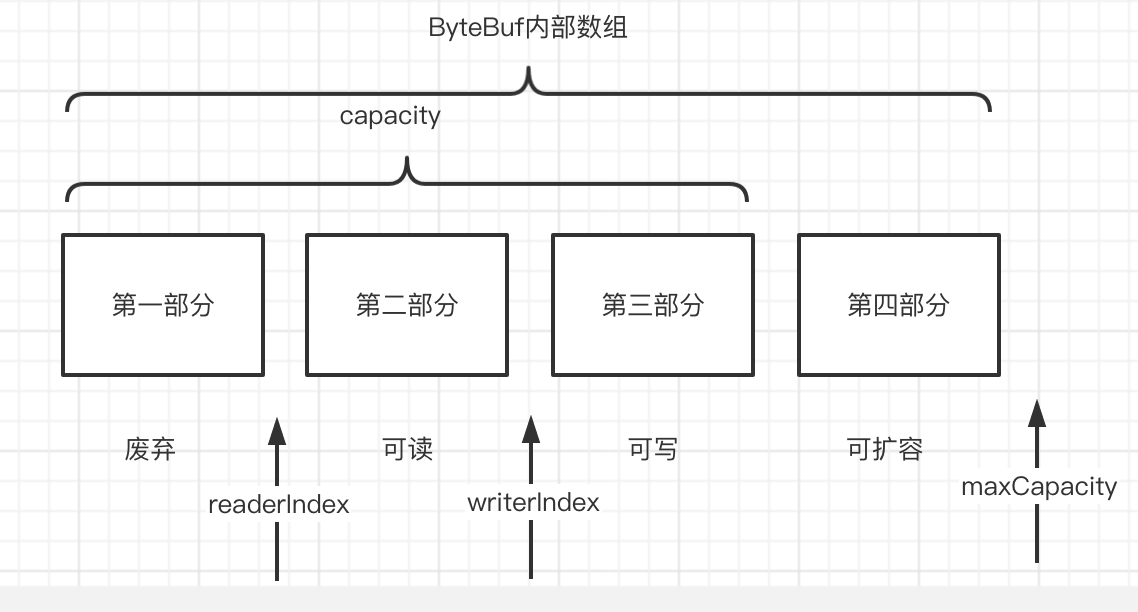 ByteBuf内部数组
capacity
第一部分
第二部分
第三部分
第四部分
废弃
可读
可写
可扩容
readerIndex
writerIndex
maxCapacity